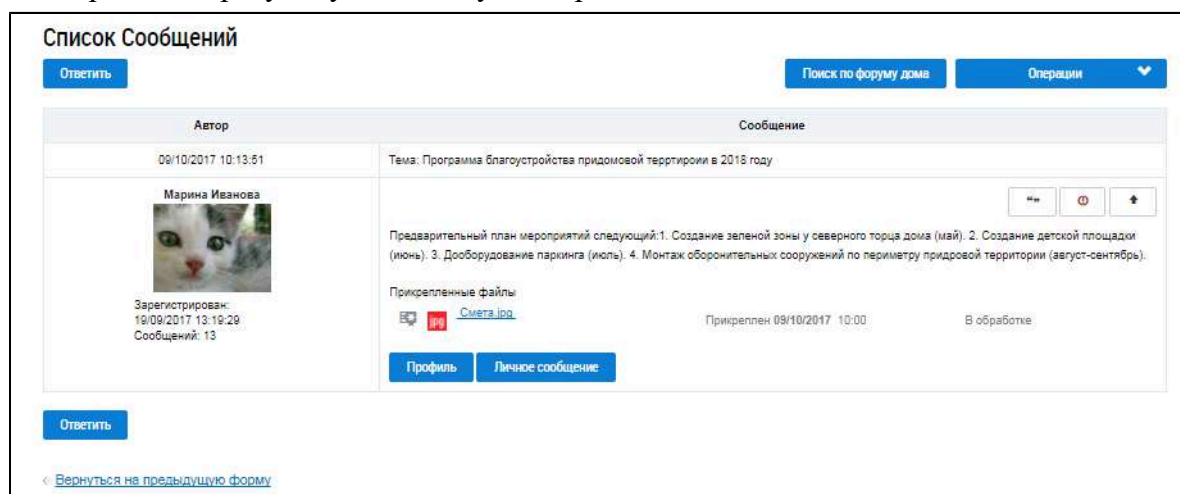 Список Сообщений
Ответить
Поиск по форуму дома
Операции
Автор
Сообщение
09/10/2017 10:13:51
Тема: Программа благоустройства придомовой терртироии в 2018 году
Марина Иванова
Предварительный план мероприятий следующий:1. Создание зеленой зоны у северного торца дома (май). 2. Создание детской площадки
(июнь). 3. Дооборудование паркинга (июль). 4. Монтаж оборонительных сооружений по периметру придровой территории (август-сентябрь).
Прикрепленные файлы
jpg
Смета.jpg
Прикреплен 09/10/2017 10:00
В обработке
Зарегистрирован:
19/09/2017 13:19:29
Сообщений: 13
Профиль
Личное сообщение
Ответить
Вернуться на предыдущую форму